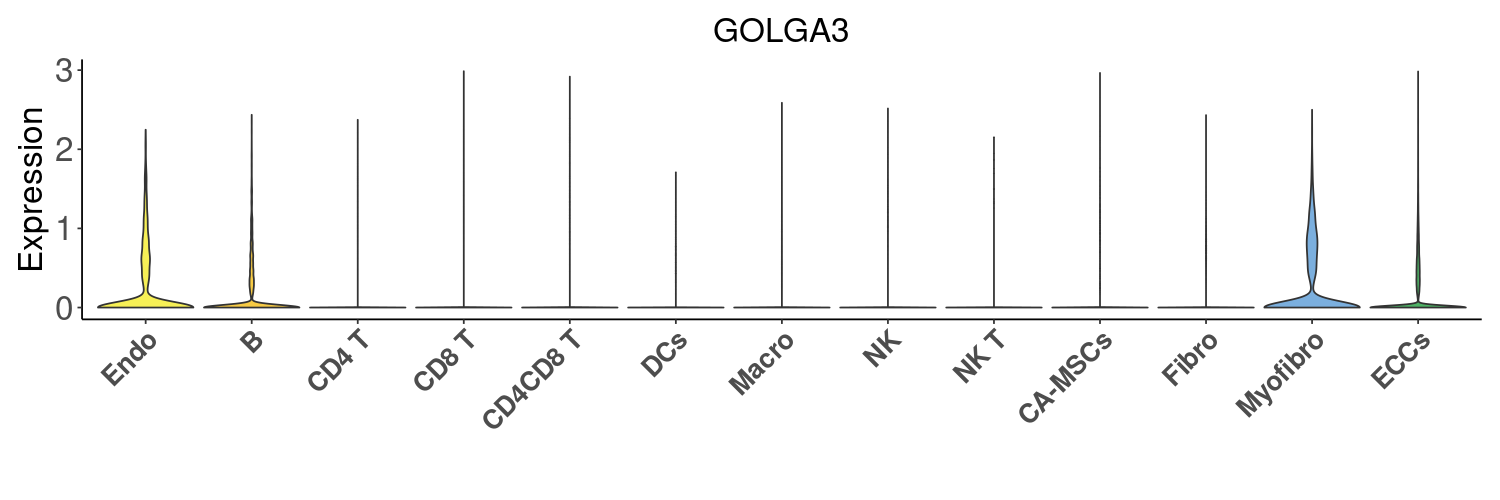 GOLGA3
Expression
3
2
1
0
Endo
B
CD4 T
CD8 T
CD4CD8 T
DCs
Macro
NK
NK T
CA-MSCs
Fibro
Myofibro
ECCs